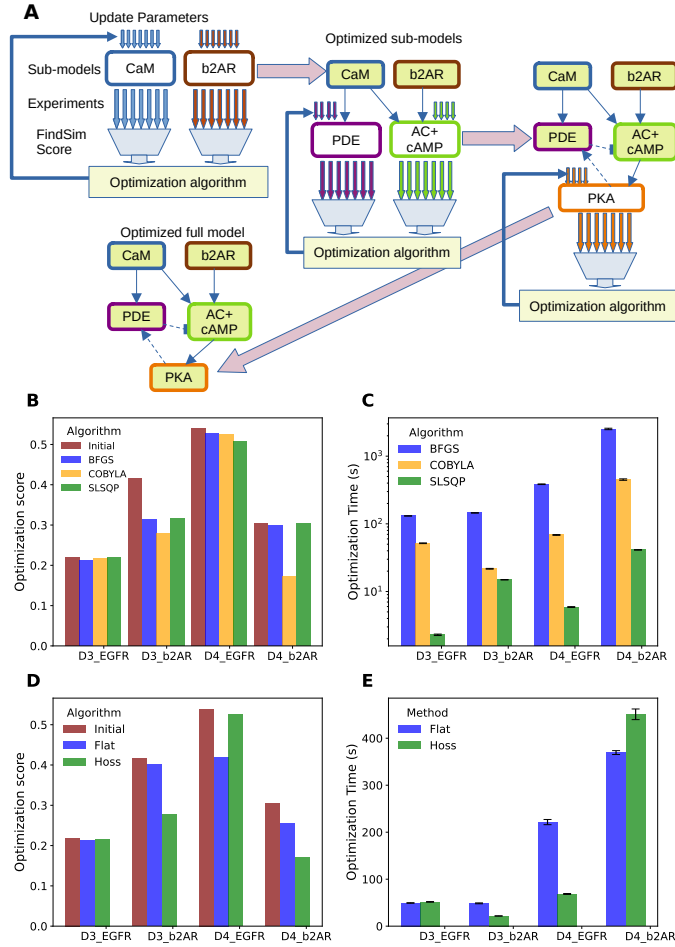 A
Update Parameters
Sub-models
CaM
b2AR
Experiments
FindSim
Score
Optimization algorithm
Optimized sub-models
CaM
b2AR
PDE
AC+
cAMP
Optimization algorithm
CaM
b2AR
PDE
AC+
cAMP
PKA
Optimization algorithm
Optimized full model
CaM
b2AR
PDE
AC+
cAMP
PKA
B
Optimization score
0.5
0.4
0.3
0.2
0.1
0.0
Algorithm
Initial
BFGS
COBYLA
SLSQP
D3_EGFR
D3_b2AR
D4_EGFR
D4_b2AR
C
Optimization Time (s)
10³
10²
10¹
Algorithm
BFGS
COBYLA
SLSQP
D3_EGFR
D3_b2AR
D4_EGFR
D4_b2AR
D
Optimization score
0.5
0.4
0.3
0.2
0.1
0.0
Algorithm
Initial
Flat
Hoss
D3_EGFR
D3_b2AR
D4_EGFR
D4_b2AR
E
Optimization Time (s)
400
300
200
100
50
0
Method
Flat
Hoss
D3_EGFR
D3_b2AR
D4_EGFR
D4_b2AR